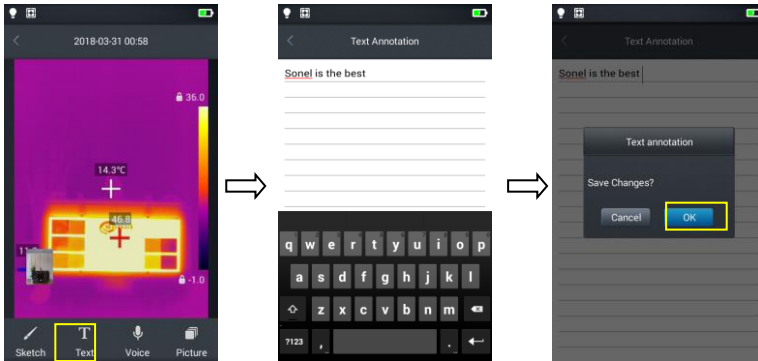 2018-03-31 00:58
36.0
14.3°C
46.8
-1.0
Sketch
Text
Voice
Picture
Text Annotation
Sonel is the best
q w e r t y u i o p
a s d f g h j k l
z x c v b n m
?123 , .
Text Annotation
Sonel is the best
Text annotation
Save Changes?
Cancel
OK